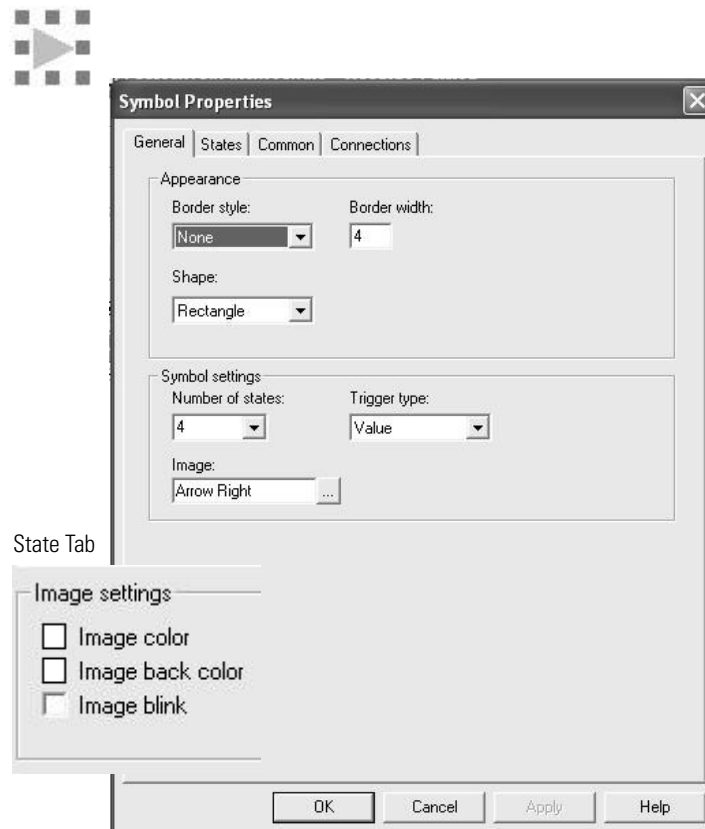 Symbol Properties
General States Common Connections
Appearance
Border style: Border width:
None 4
Shape:
Rectangle
Symbol settings
Number of states: Trigger type:
4 Value
Image:
Arrow Right ...
State Tab
Image settings
Image color
Image back color
Image blink
OK Cancel Apply Help